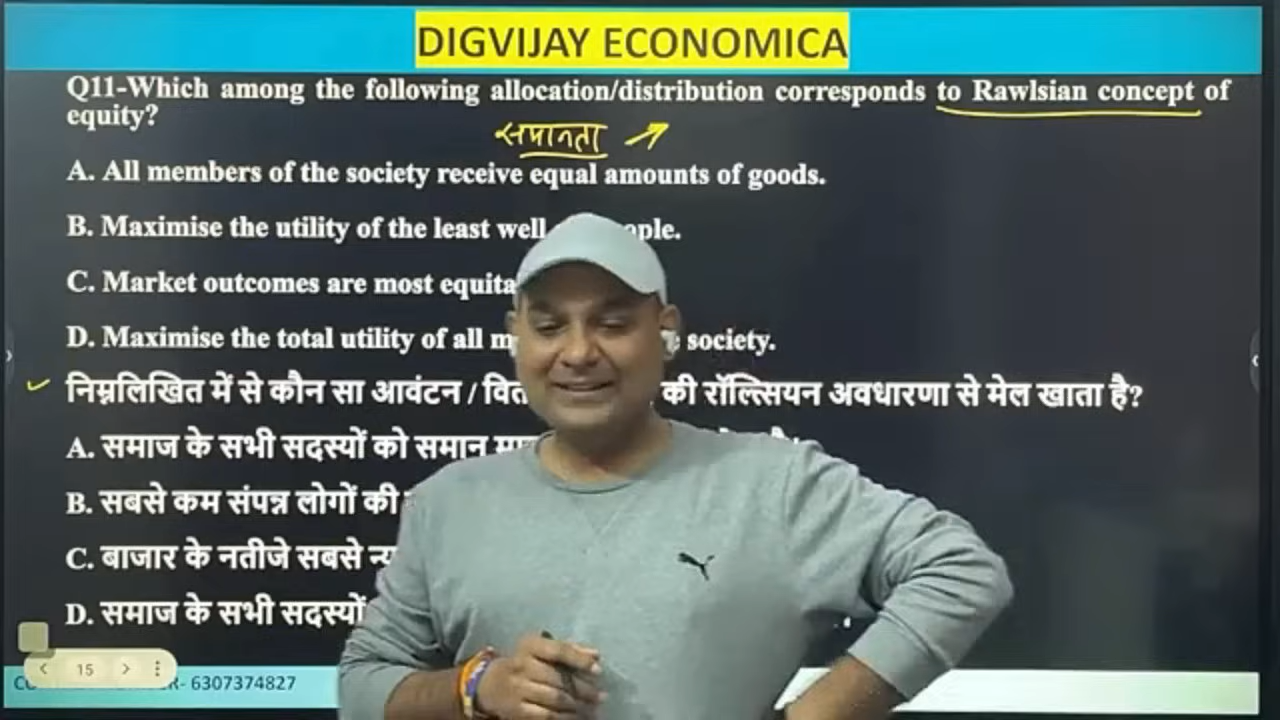 DIGVIJAY ECONOMICA
Q11-Which among the following allocation/distribution corresponds to Rawlsian concept of
equity?
समानता
A. All members of the society receive equal amounts of goods.
B. Maximise the utility of the least well
C. Market outcomes are most
D. Maximise the total utility of all society.
निम्नलिखित में से कौन सा आवंटन / की रॉल्सियन अवधारणा से मेल खाता है?
A. समाज के सभी सदस्यों को समान
B. सबसे कम संपन्न लोगों की
C. बाजार के नतीजे सबसे
D. समाज के सभी सदस्यों
15
6307374827